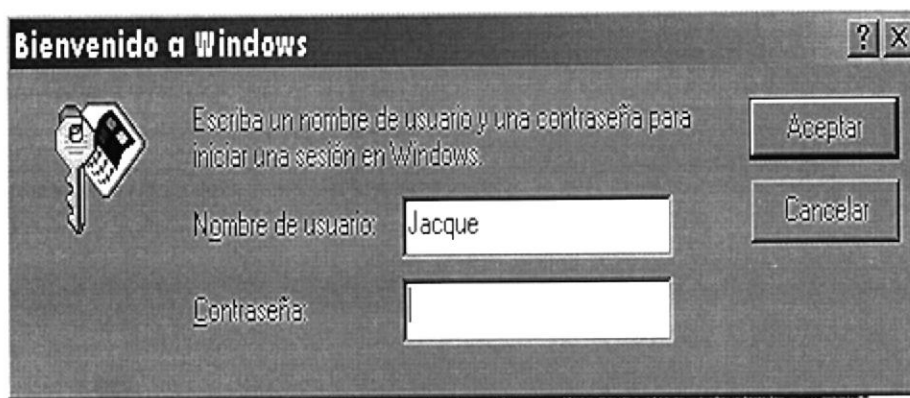 Bienvenido a Windows
Escriba un nombre de usuario y una contraseña para
iniciar una sesión en Windows.
Aceptar
Nombre de usuario: Jacque
Cancelar
Contraseña: